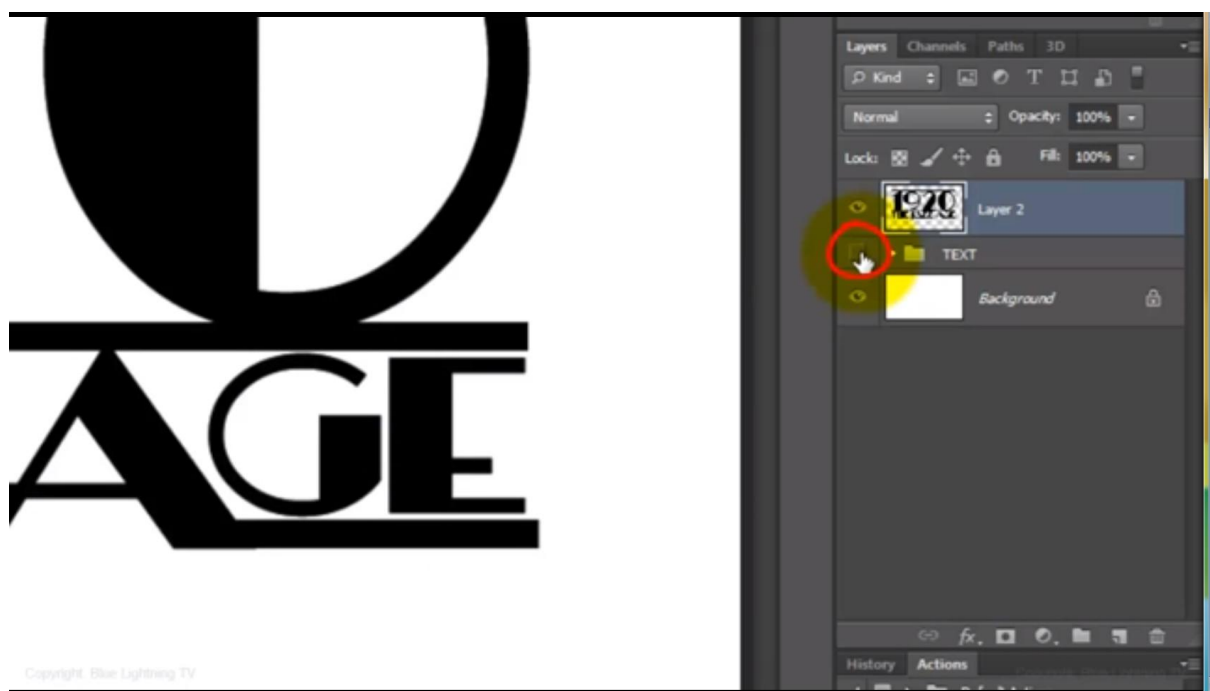 Layers Channels Paths 3D
Kind
Normal Opacity: 100%
Lock: Fill: 100%
1920 Layer 2
TEXT
Background
AGE
fx.
Copyright Blue Lightning TV
History Actions